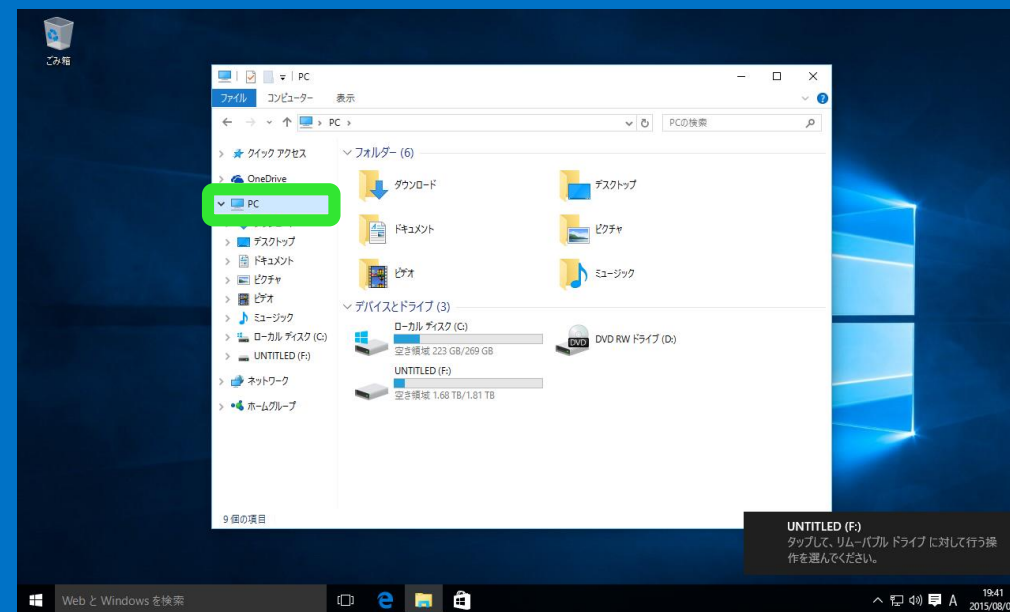 ごみ箱
PC
ファイル
コンピューター
表示
PC
PCの検索
クイック アクセス
OneDrive
PC
デスクトップ
ドキュメント
ピクチャ
ビデオ
ミュージック
ローカル ディスク (C:)
UNTITLED (F:)
ネットワーク
ホームグループ
フォルダー (6)
ダウンロード
デスクトップ
ドキュメント
ピクチャ
ビデオ
ミュージック
デバイスとドライブ (3)
ローカル ディスク (C:)
空き領域 223 GB/269 GB
DVD
DVD RW ドライブ (D:)
UNTITLED (F:)
空き領域 1.68 TB/1.81 TB
9 個の項目
UNTITLED (F:)
タップして、リムーバブル ドライブ に対して行う操
作を選んでください。
Web と Windows を検索
A
19:41
2015/08/0